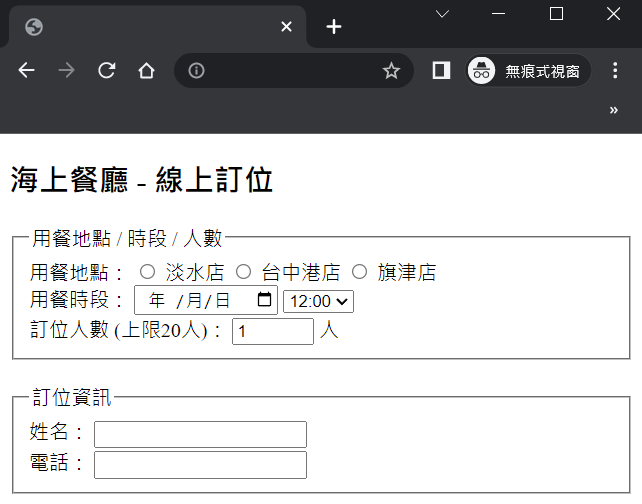 無痕式視窗
海上餐廳 - 線上訂位
用餐地點 / 時段 / 人數
用餐地點： 淡水店 台中港店 旗津店
用餐時段： 年 /月/日 12:00
訂位人數 (上限20人)： 1 人
訂位資訊
姓名：
電話：